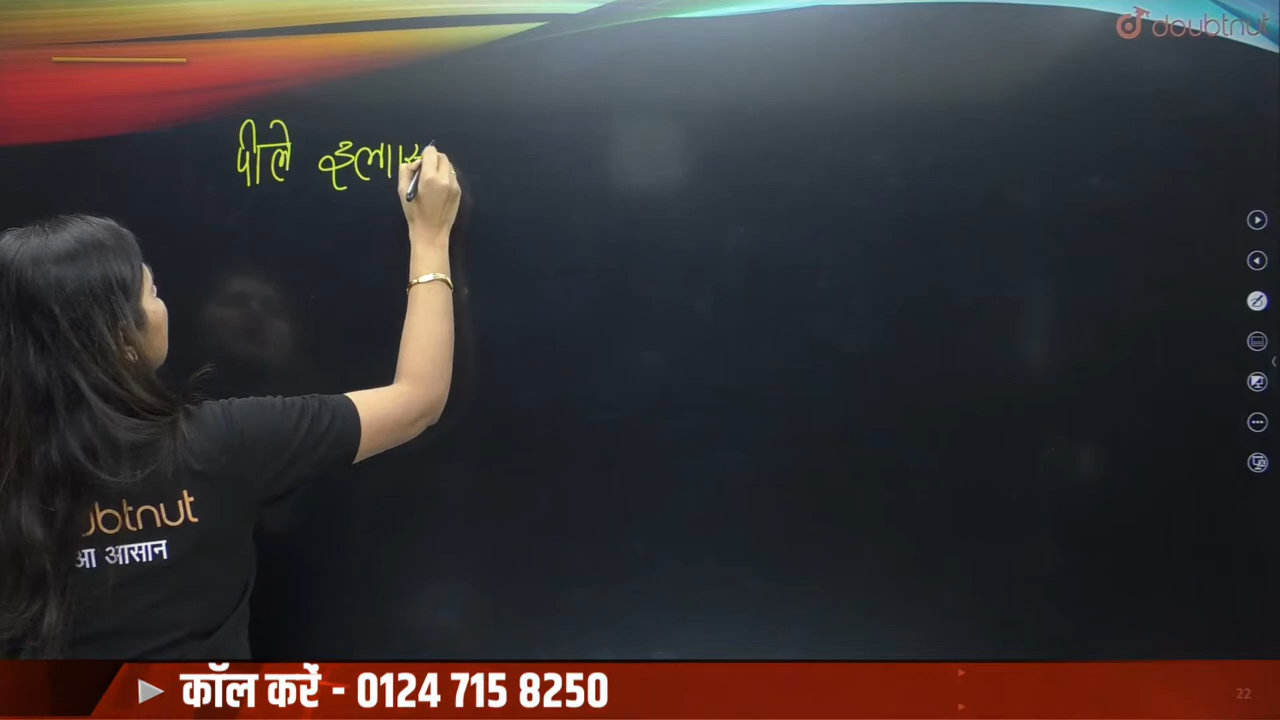 doubtnut
पीले
ubtnut
आ आसान
कॉल करें - 0124 715 8250
22